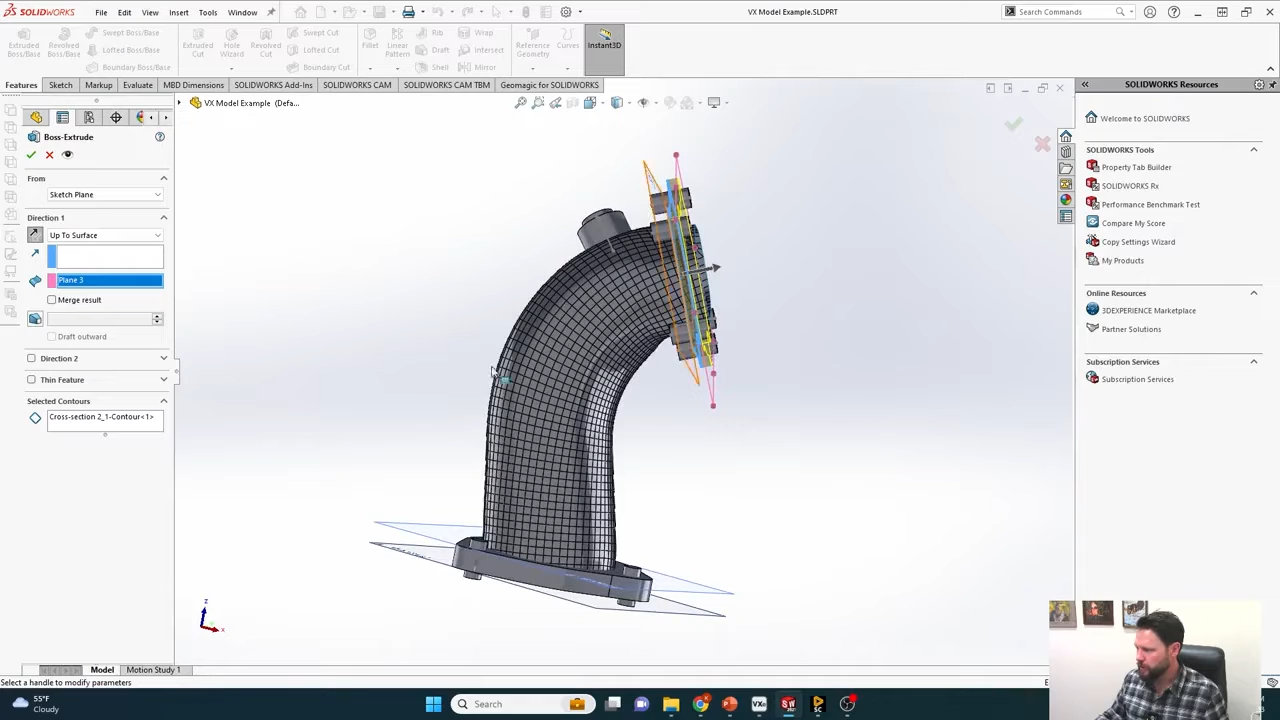 SOLIDWORKS File Edit View Insert Tools Window VX Model Example.SLDPRT Search Commands
Extruded Boss/Base Revolved Boss/Base Swept Boss/Base Lofted Boss/Base Boundary Boss/Base Extruded Cut Hole Wizard Revolved Cut Swept Cut Lofted Cut Boundary Cut Fillet Linear Pattern Rib Draft Shell Wrap Intersect Mirror Reference Geometry Curves Instant3D
Features Sketch Markup Evaluate MBD Dimensions SOLIDWORKS Add-Ins SOLIDWORKS CAM SOLIDWORKS CAM TBM Geomagic for SOLIDWORKS
VX Model Example (Defa...
Boss-Extrude
From
Sketch Plane
Direction 1
Up To Surface
Plane 3
Merge result
Draft outward
Direction 2
Thin Feature
Selected Contours
Cross-section 2_1-Contour<1>
SOLIDWORKS Resources
Welcome to SOLIDWORKS
SOLIDWORKS Tools
Property Tab Builder
SOLIDWORKS Rx
Performance Benchmark Test
Compare My Score
Copy Settings Wizard
My Products
Online Resources
3DEXPERIENCE Marketplace
Partner Solutions
Subscription Services
Subscription Services
z
x
Model Motion Study 1
Select a handle to modify parameters
55°F
Cloudy
Search